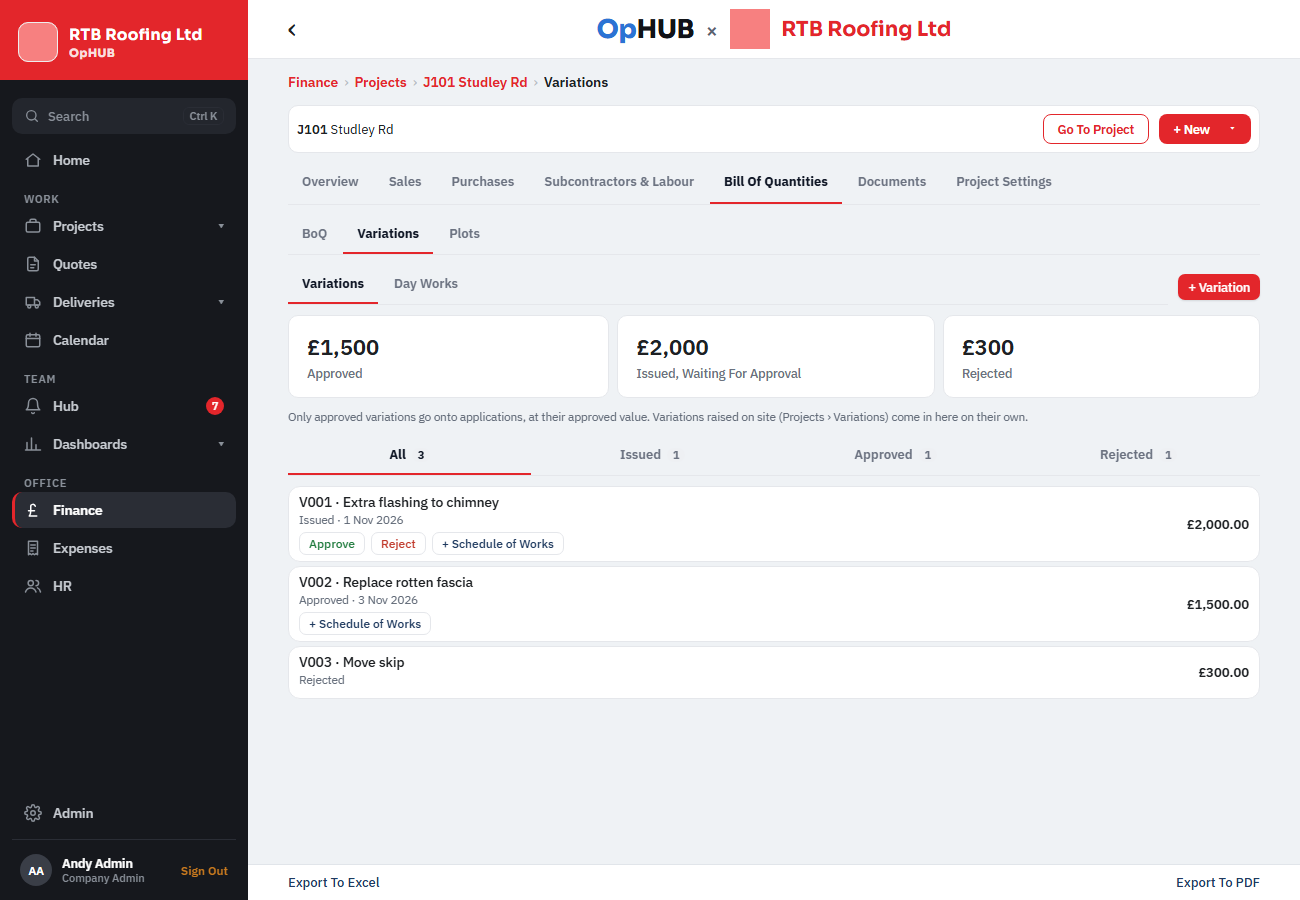 RTB Roofing Ltd
OpHUB
Search Ctrl K
Home
WORK
Projects
Quotes
Deliveries
Calendar
TEAM
Hub 7
Dashboards
OFFICE
£ Finance
Expenses
HR
Admin
AA Andy Admin
Company Admin
Sign Out
OpHUB × RTB Roofing Ltd
Finance › Projects › J101 Studley Rd › Variations
J101 Studley Rd Go To Project + New
Overview Sales Purchases Subcontractors & Labour Bill Of Quantities Documents Project Settings
BoQ Variations Plots
Variations Day Works + Variation
£1,500 £2,000 £300
Approved Issued, Waiting For Approval Rejected
Only approved variations go onto applications, at their approved value. Variations raised on site (Projects › Variations) come in here on their own.
All 3 Issued 1 Approved 1 Rejected 1
V001 · Extra flashing to chimney
Issued · 1 Nov 2026
£2,000.00
Approve Reject + Schedule of Works
V002 · Replace rotten fascia
Approved · 3 Nov 2026
£1,500.00
+ Schedule of Works
V003 · Move skip
Rejected
£300.00
Export To Excel Export To PDF